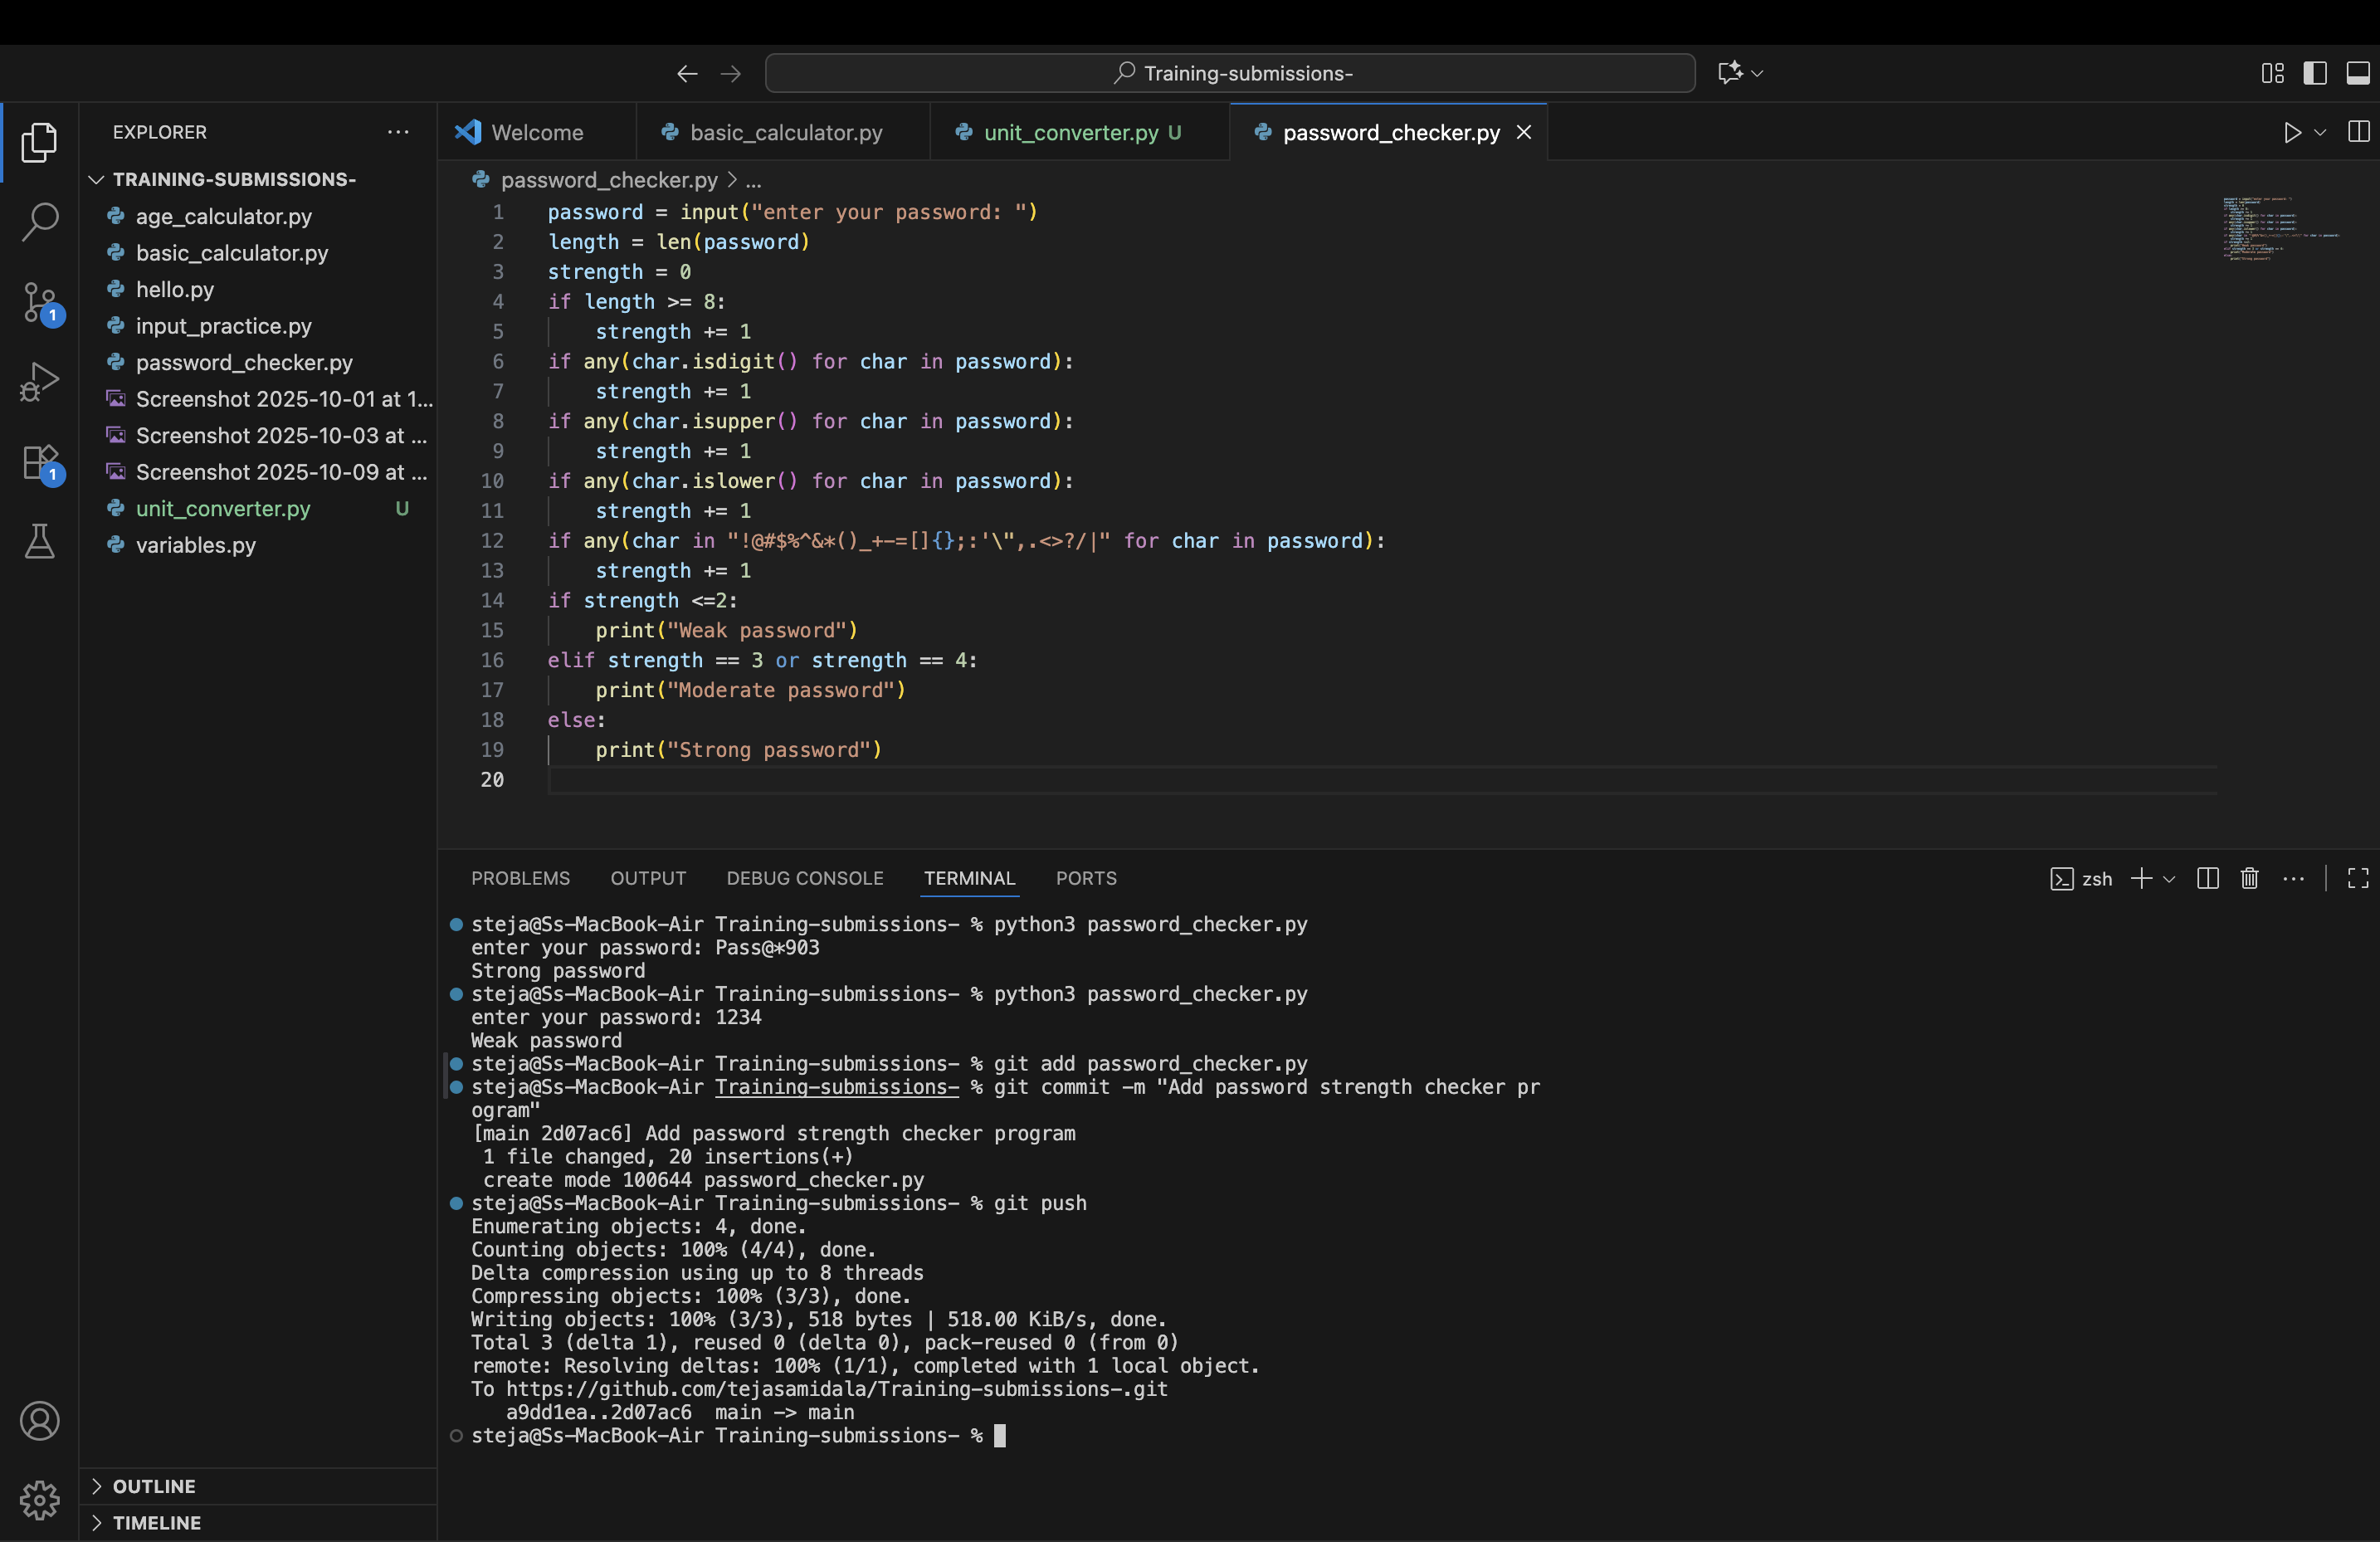 Training-submissions-
EXPLORER
TRAINING-SUBMISSIONS-
age_calculator.py
basic_calculator.py
hello.py
input_practice.py
password_checker.py
Screenshot 2025-10-01 at 1...
Screenshot 2025-10-03 at ...
Screenshot 2025-10-09 at ...
unit_converter.py U
variables.py
1
1
OUTLINE
TIMELINE
Welcome
basic_calculator.py
unit_converter.py U
password_checker.py
password_checker.py > ...
1 password = input("enter your password: ")
2 length = len(password)
3 strength = 0
4 if length >= 8:
5     strength += 1
6 if any(char.isdigit() for char in password):
7     strength += 1
8 if any(char.isupper() for char in password):
9     strength += 1
10 if any(char.islower() for char in password):
11     strength += 1
12 if any(char in "!@#$%^&*()_+-=[]{};:'\",.<>?/|" for char in password):
13     strength += 1
14 if strength <=2:
15     print("Weak password")
16 elif strength == 3 or strength == 4:
17     print("Moderate password")
18 else:
19     print("Strong password")
20
PROBLEMS OUTPUT DEBUG CONSOLE TERMINAL PORTS
zsh
steja@Ss-MacBook-Air Training-submissions- % python3 password_checker.py
enter your password: Pass@*903
Strong password
steja@Ss-MacBook-Air Training-submissions- % python3 password_checker.py
enter your password: 1234
Weak password
steja@Ss-MacBook-Air Training-submissions- % git add password_checker.py
steja@Ss-MacBook-Air Training-submissions- % git commit -m "Add password strength checker pr
ogram"
[main 2d07ac6] Add password strength checker program
 1 file changed, 20 insertions(+)
 create mode 100644 password_checker.py
steja@Ss-MacBook-Air Training-submissions- % git push
Enumerating objects: 4, done.
Counting objects: 100% (4/4), done.
Delta compression using up to 8 threads
Compressing objects: 100% (3/3), done.
Writing objects: 100% (3/3), 518 bytes | 518.00 KiB/s, done.
Total 3 (delta 1), reused 0 (delta 0), pack-reused 0 (from 0)
remote: Resolving deltas: 100% (1/1), completed with 1 local object.
To https://github.com/tejasamidala/Training-submissions-.git
   a9dd1ea..2d07ac6  main -> main
steja@Ss-MacBook-Air Training-submissions- %